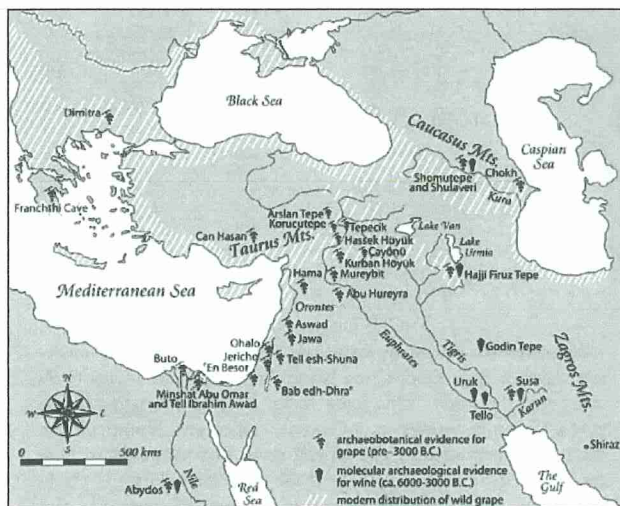 Black Sea
Dimitra
Caucasus Mts.
Caspian
Sea
Shomutepe
and Shulaveri
Chokh
Kura
Franchthi Cave
Arslan Tepe
Korucutepe
Tepecik
Lake Van
Can Hasan
Taurus Mts.
Hassek Höyük
Çayönü
Lake
Urmia
Kurban Höyük
Hajji Firuz Tepe
Hama
Mureybit
Mediterranean Sea
Orontes
Abu Hureyra
Aswad
Jawa
Euphrates
Tigris
Godin Tepe
Zagros Mts.
Ohalo
Jericho
Tell esh-Shuna
Buto
'En Besor
Bab edh-Dhra'
Uruk
Susa
Minshat Abu Omar
and Tell Ibrahim Awad
Tello
Karun
N
W
E
S
Shiraz
0
500 kms
archaeobotanical evidence for
grape (pre-3000 B.C.)
molecular archaeological evidence
for wine (ca. 6000-3000 B.C.)
The
Gulf
Abydos
Nile
Red
Sea
modern distribution of wild grape